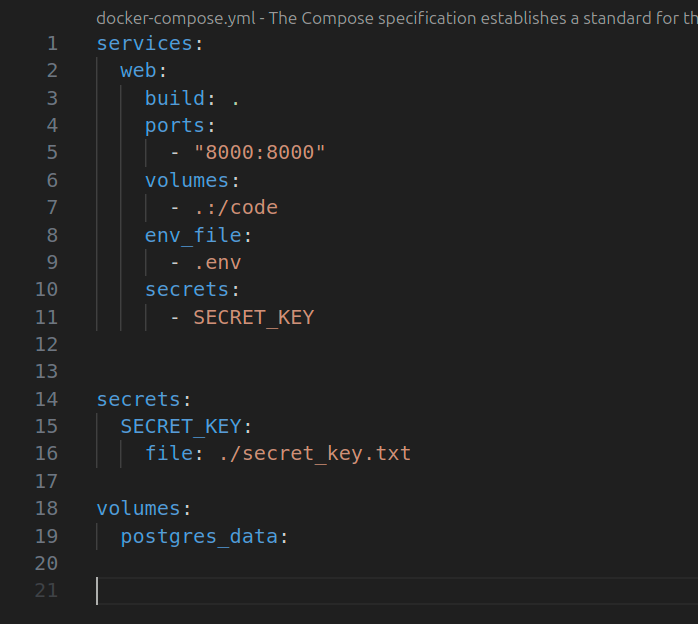 docker-compose.yml - The Compose specification establishes a standard for th
1 services:
2 web:
3 build: .
4 ports:
5 - "8000:8000"
6 volumes:
7 - .:/code
8 env_file:
9 - .env
10 secrets:
11 - SECRET_KEY
12
13
14 secrets:
15 SECRET_KEY:
16 file: ./secret_key.txt
17
18 volumes:
19 postgres_data:
20
21